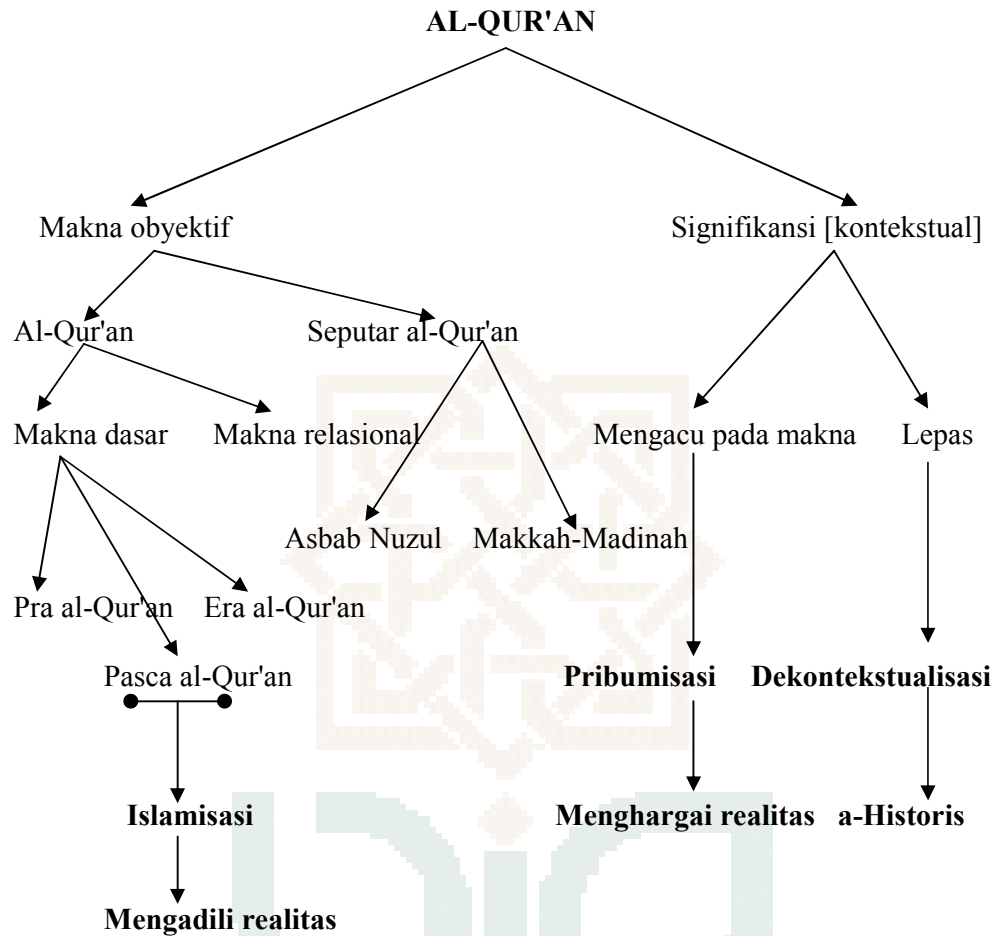 AL-QUR'AN
Makna obyektif
Signifikansi [kontekstual]
Al-Qur'an
Seputar al-Qur'an
Makna dasar
Makna relasional
Mengacu pada makna
Lepas
Asbab Nuzul
Makkah-Madinah
Pra al-Qur'an
Era al-Qur'an
Pasca al-Qur'an
Pribumisasi
Dekontekstualisasi
Islamisasi
Menghargai realitas
a-Historis
Mengadili realitas